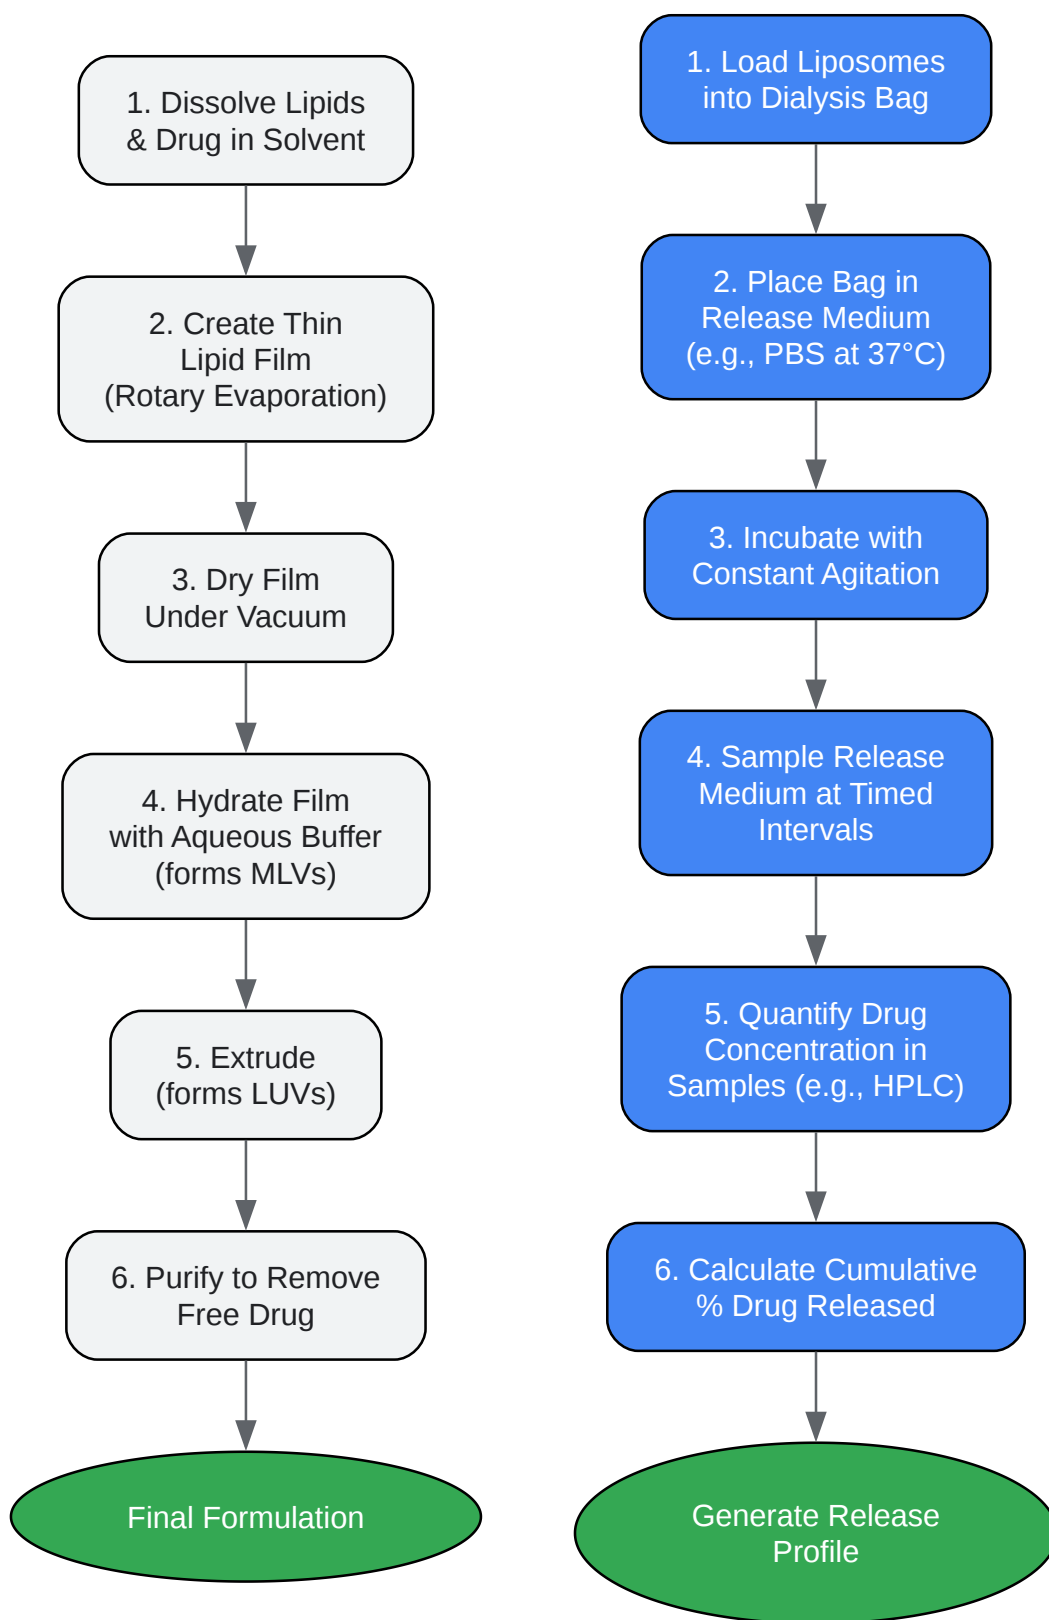 1. Dissolve Lipids
& Drug in Solvent
2. Create Thin
Lipid Film
(Rotary Evaporation)
3. Dry Film
Under Vacuum
4. Hydrate Film
with Aqueous Buffer
(forms MLVs)
5. Extrude
(forms LUVs)
6. Purify to Remove
Free Drug
Final Formulation
1. Load Liposomes
into Dialysis Bag
2. Place Bag in
Release Medium
(e.g., PBS at 37°C)
3. Incubate with
Constant Agitation
4. Sample Release
Medium at Timed
Intervals
5. Quantify Drug
Concentration in
Samples (e.g., HPLC)
6. Calculate Cumulative
% Drug Released
Generate Release
Profile